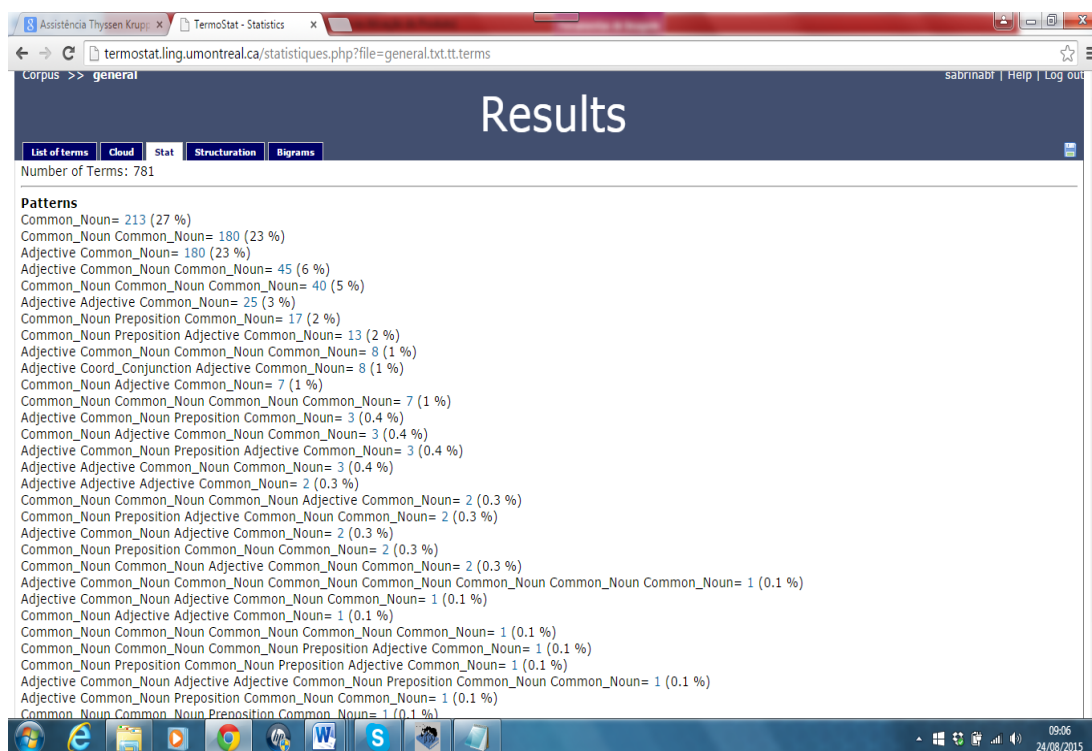 Assistência Thyssen Krupp
TermoStat - Statistics
termostat.ling.umontreal.ca/statistiques.php?file=general.txt.tt.terms
Corpus >> general
sabrinabf | Help | Log out
Results
List of terms Cloud Stat Structuration Bigrams
Number of Terms: 781
Patterns
Common_Noun= 213 (27 %)
Common_Noun Common_Noun= 180 (23 %)
Adjective Common_Noun= 180 (23 %)
Adjective Common_Noun Common_Noun= 45 (6 %)
Common_Noun Common_Noun Common_Noun= 40 (5 %)
Adjective Adjective Common_Noun= 25 (3 %)
Common_Noun Preposition Common_Noun= 17 (2 %)
Common_Noun Preposition Adjective Common_Noun= 13 (2 %)
Adjective Common_Noun Common_Noun Common_Noun= 8 (1 %)
Adjective Coord_Conjunction Adjective Common_Noun= 8 (1 %)
Common_Noun Adjective Common_Noun= 7 (1 %)
Common_Noun Common_Noun Common_Noun Common_Noun= 7 (1 %)
Adjective Common_Noun Preposition Common_Noun= 3 (0.4 %)
Common_Noun Adjective Common_Noun Common_Noun= 3 (0.4 %)
Adjective Common_Noun Preposition Adjective Common_Noun= 3 (0.4 %)
Adjective Adjective Common_Noun Common_Noun= 3 (0.4 %)
Adjective Adjective Adjective Common_Noun= 2 (0.3 %)
Common_Noun Common_Noun Common_Noun Adjective Common_Noun= 2 (0.3 %)
Common_Noun Preposition Adjective Common_Noun Common_Noun= 2 (0.3 %)
Adjective Common_Noun Adjective Common_Noun= 2 (0.3 %)
Common_Noun Preposition Common_Noun Common_Noun= 2 (0.3 %)
Common_Noun Common_Noun Adjective Common_Noun Common_Noun= 2 (0.3 %)
Adjective Common_Noun Common_Noun Common_Noun Common_Noun Common_Noun Common_Noun Common_Noun= 1 (0.1 %)
Adjective Common_Noun Adjective Common_Noun Common_Noun= 1 (0.1 %)
Common_Noun Adjective Adjective Common_Noun= 1 (0.1 %)
Common_Noun Common_Noun Common_Noun Common_Noun Common_Noun= 1 (0.1 %)
Common_Noun Common_Noun Common_Noun Preposition Adjective Common_Noun= 1 (0.1 %)
Common_Noun Preposition Common_Noun Preposition Adjective Common_Noun= 1 (0.1 %)
Adjective Common_Noun Adjective Adjective Common_Noun Preposition Common_Noun Common_Noun= 1 (0.1 %)
Adjective Common_Noun Preposition Common_Noun Common_Noun= 1 (0.1 %)
Common_Noun Common_Noun Preposition Common_Noun= 1 (0.1 %)
09:06
24/08/2015